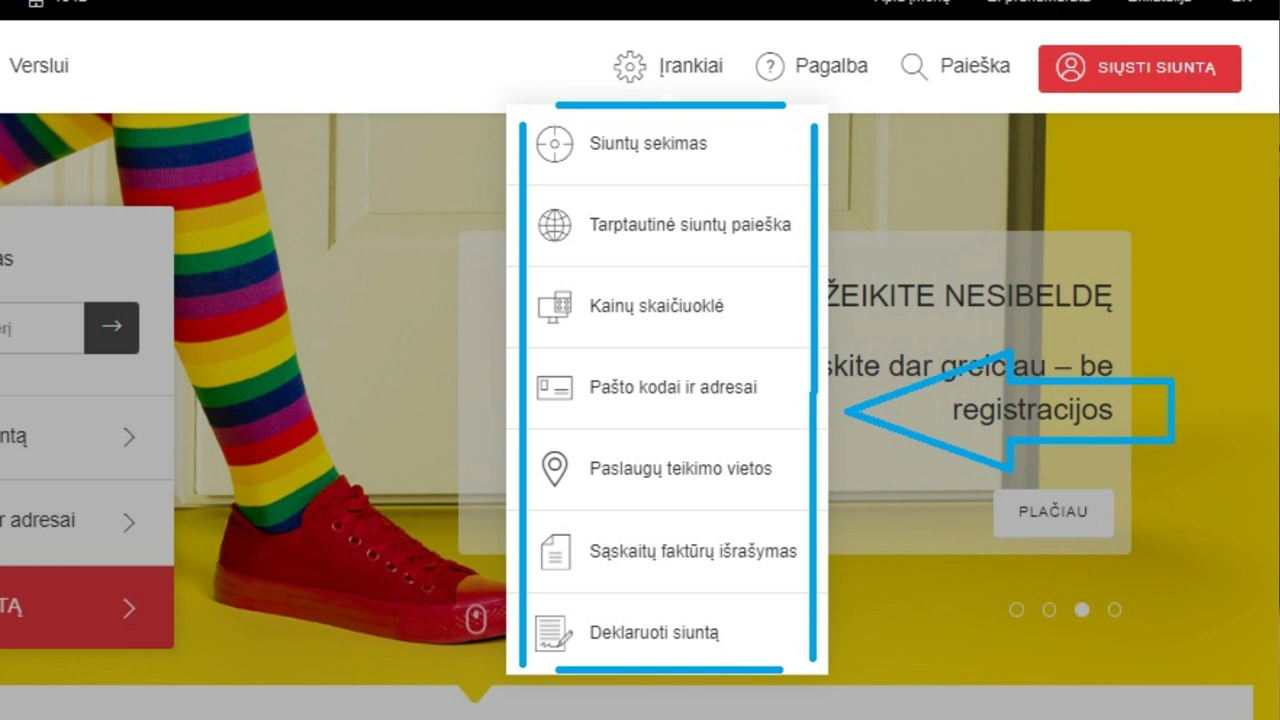 Verslui
Įrankiai
Pagalba
Paieška
SIŲSTI SIUNTĄ
Siuntų sekimas
Tarptautinė siuntų paieška
Kainų skaičiuoklė
Pašto kodai ir adresai
Paslaugų teikimo vietos
Sąskaitų faktūrų išrašymas
Deklaruoti siuntą
ŽEIKITE NESIBELDĘ
skite dar greičiau – be
registracijos
PLAČIAU
as
rį
ntą
r adresai
TĄ